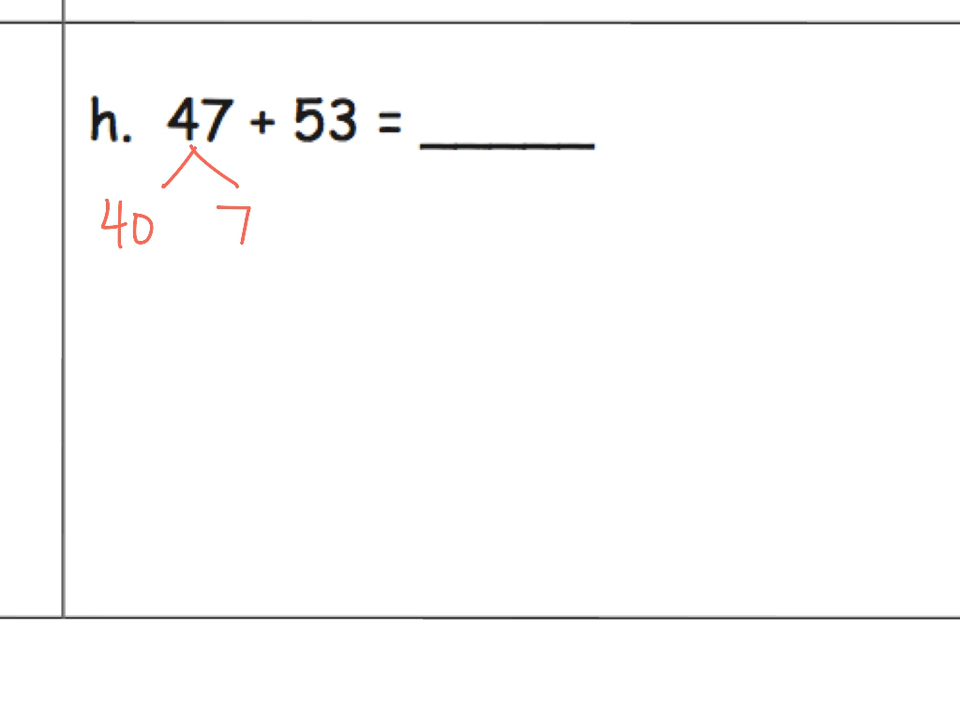 h. 47 + 53 = ______
40 7